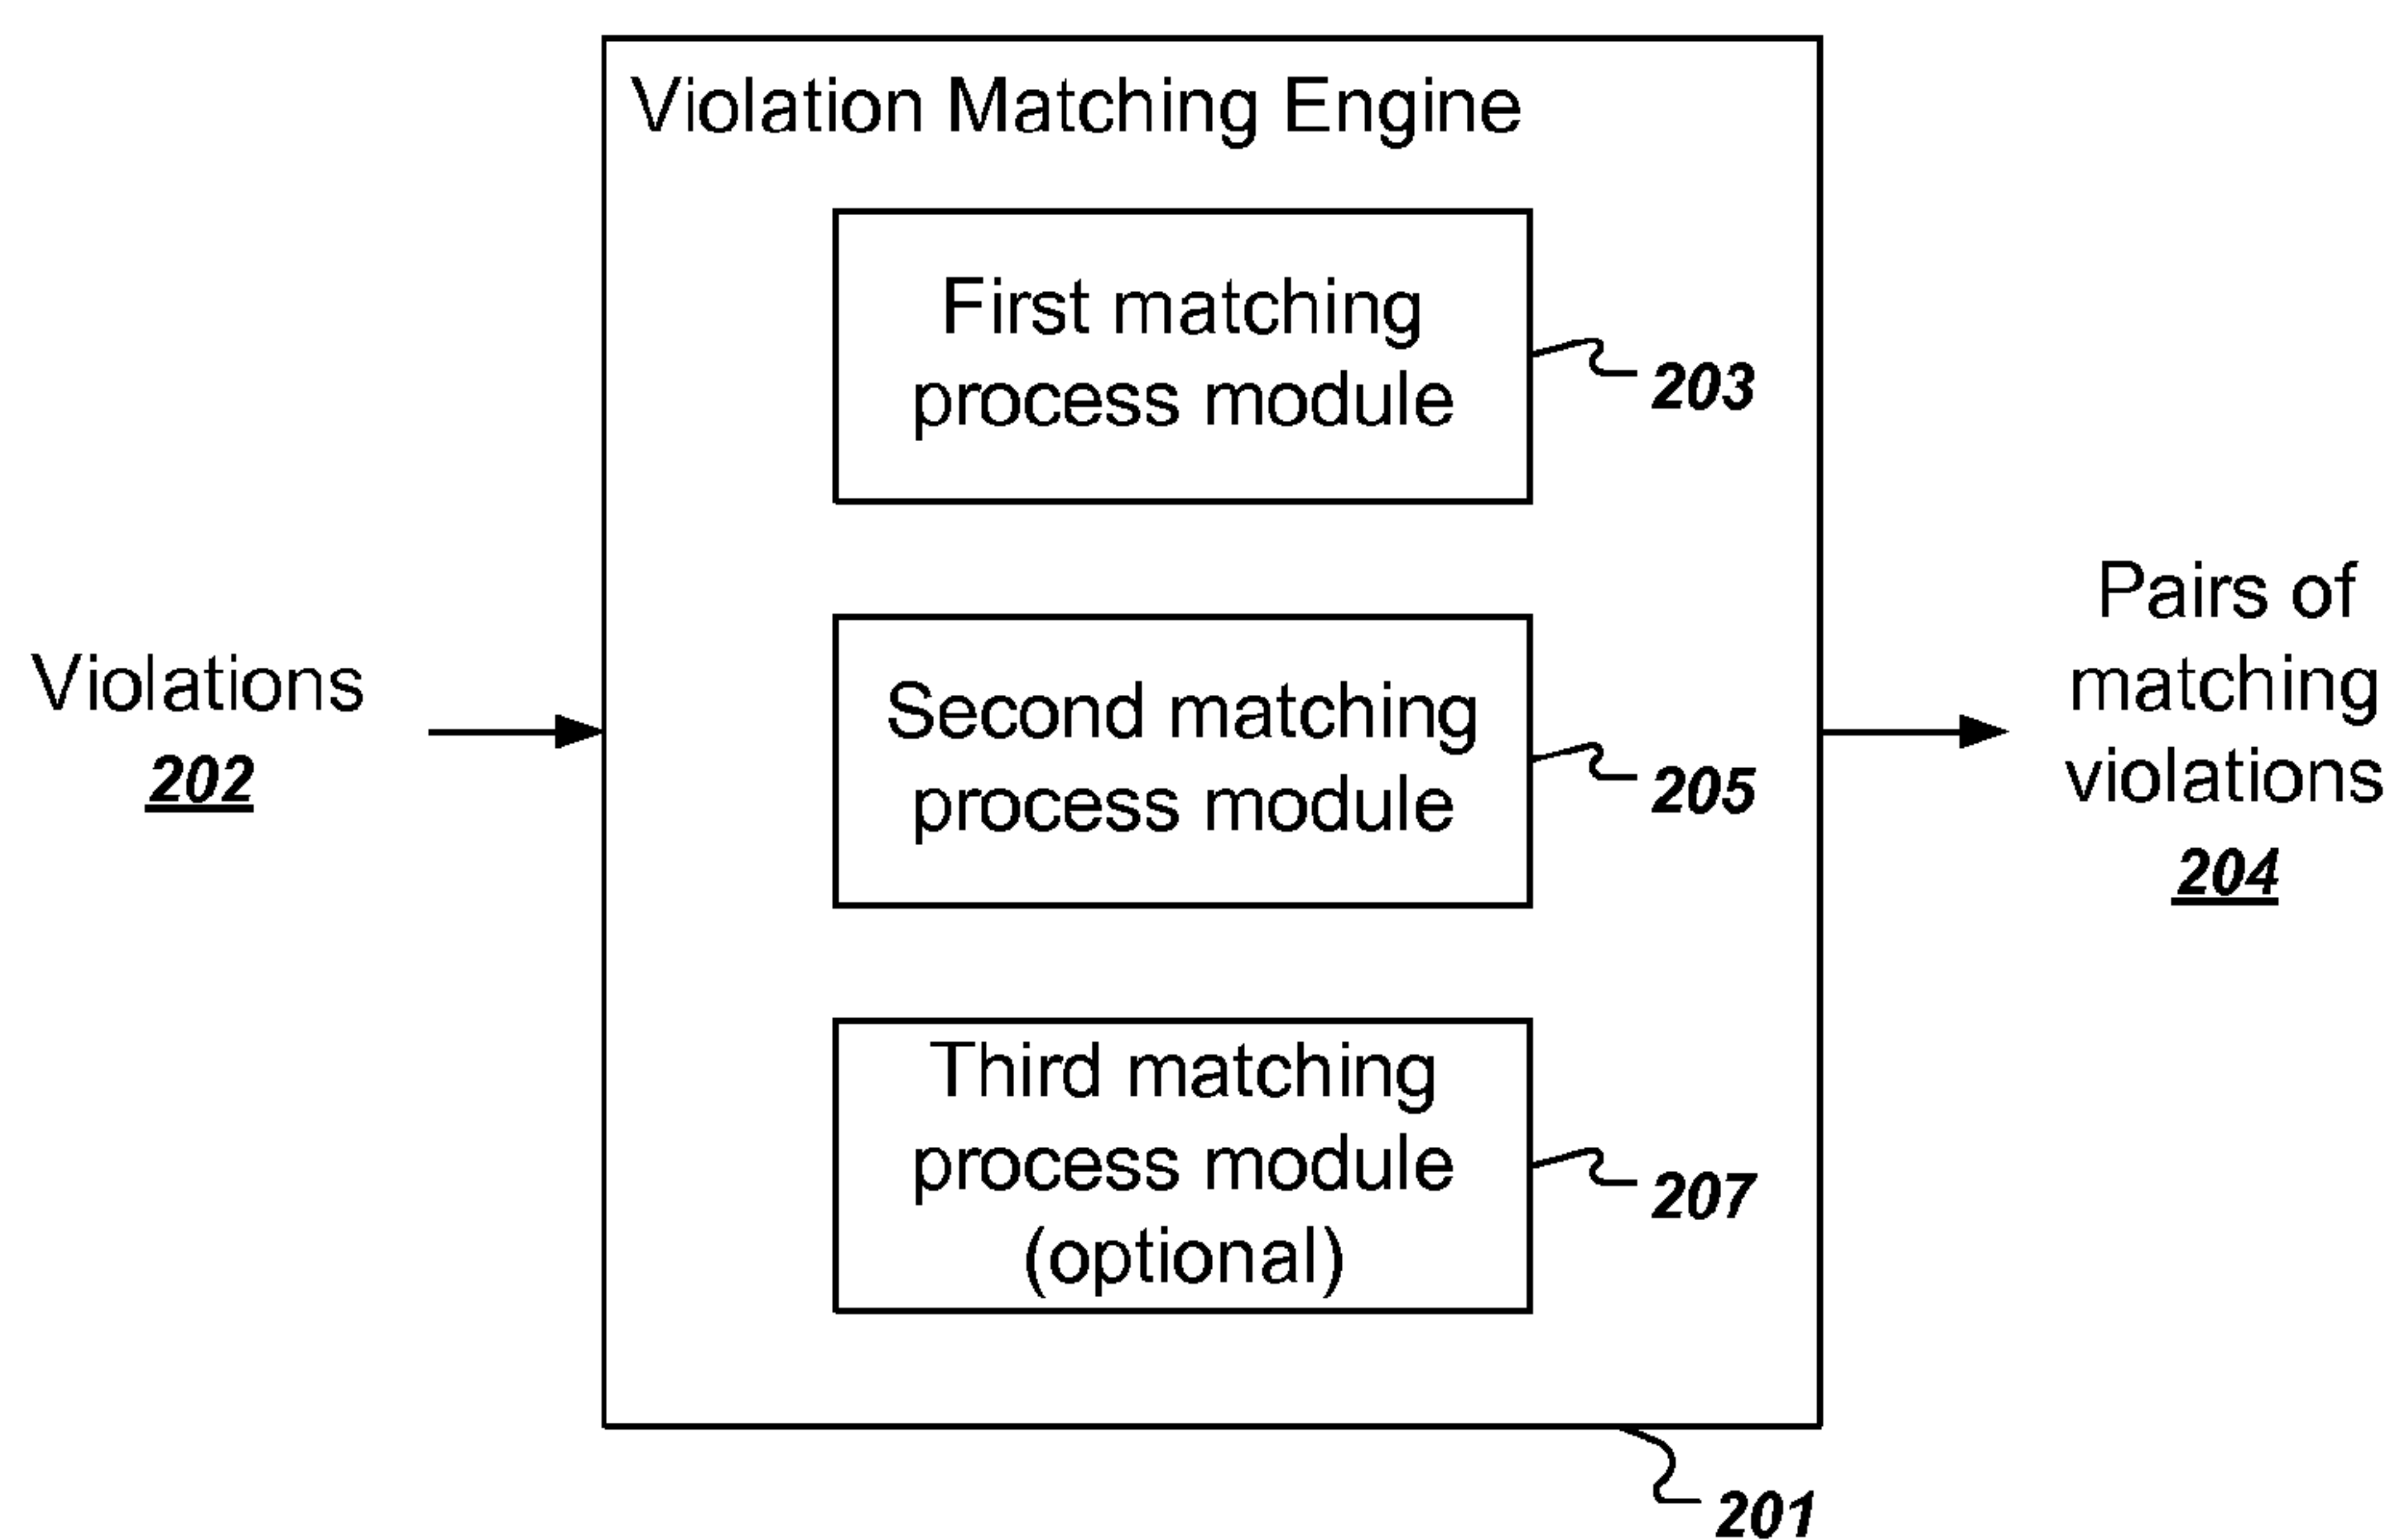 Violation Matching Engine
First matching
process module
203
Violations
202
Second matching
process module
205
Third matching
process module
(optional)
207
Pairs of
matching
violations
204
201